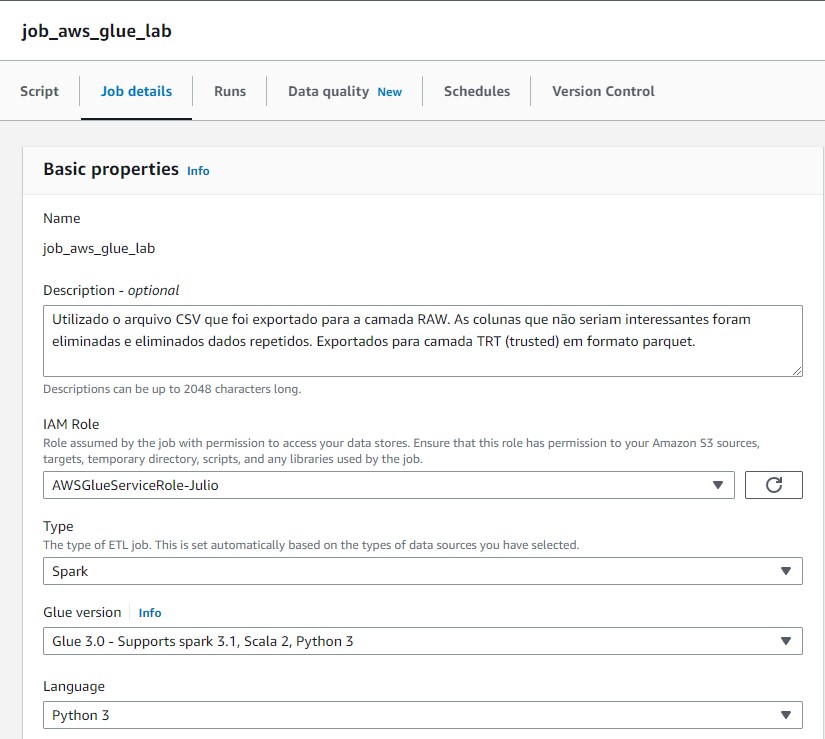 job_aws_glue_lab
Script Job details Runs Data quality New Schedules Version Control
Basic properties Info
Name
job_aws_glue_lab
Description - optional
Utilizado o arquivo CSV que foi exportado para a camada RAW. As colunas que não seriam interessantes foram
eliminadas e eliminados dados repetidos. Exportados para camada TRT (trusted) em formato parquet.
Descriptions can be up to 2048 characters long.
IAM Role
Role assumed by the job with permission to access your data stores. Ensure that this role has permission to your Amazon S3 sources,
targets, temporary directory, scripts, and any libraries used by the job.
AWSGlueServiceRole-Julio
Type
The type of ETL job. This is set automatically based on the types of data sources you have selected.
Spark
Glue version Info
Glue 3.0 - Supports spark 3.1, Scala 2, Python 3
Language
Python 3